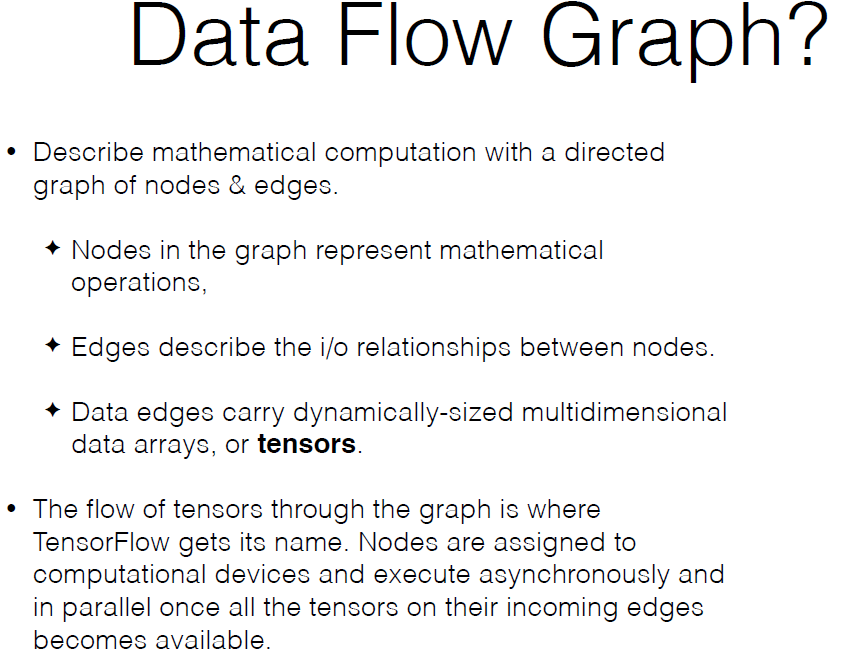 Data Flow Graph?
• Describe mathematical computation with a directed
graph of nodes & edges.
✦ Nodes in the graph represent mathematical
operations,
✦ Edges describe the i/o relationships between nodes.
✦ Data edges carry dynamically-sized multidimensional
data arrays, or tensors.
• The flow of tensors through the graph is where
TensorFlow gets its name. Nodes are assigned to
computational devices and execute asynchronously and
in parallel once all the tensors on their incoming edges
becomes available.